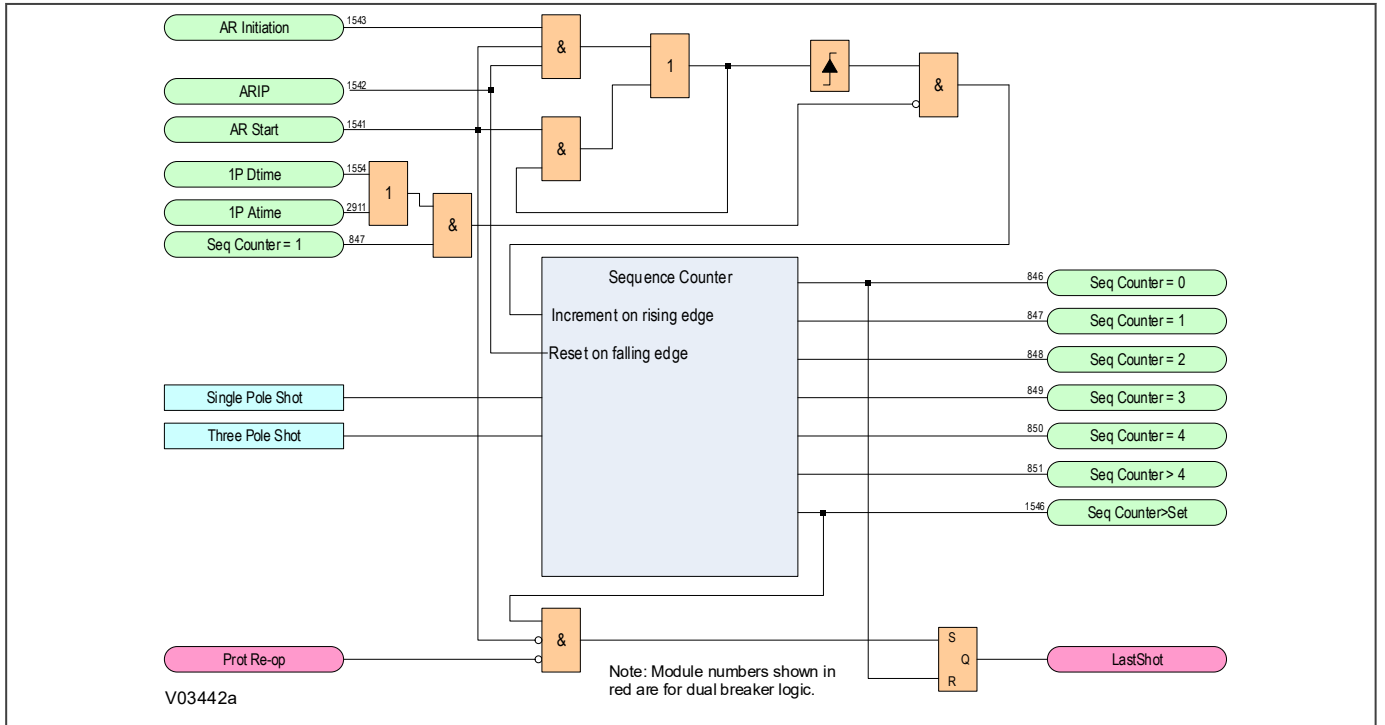 AR Initiation
1543
&
1
&
ARIP
1542
AR Start
1541
&
1P Dtime
1554
1
1P Atime
2911
&
Seq Counter = 1
847
Sequence Counter
Increment on rising edge
Reset on falling edge
846
Seq Counter = 0
847
Seq Counter = 1
848
Seq Counter = 2
Single Pole Shot
849
Seq Counter = 3
Three Pole Shot
850
Seq Counter = 4
851
Seq Counter > 4
1546
Seq Counter>Set
&
S
Q
R
Prot Re-op
LastShot
Note: Module numbers shown in
red are for dual breaker logic.
V03442a